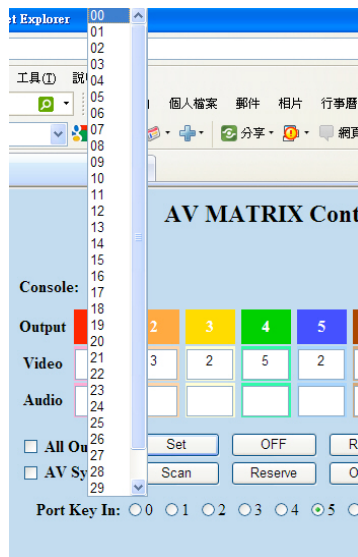 et Explorer
00
01
02
03
04
05
06
07
08
09
10
11
12
13
14
15
16
17
18
19
20
21
22
23
24
25
26
27
28
29
工具(T)
個人檔案 郵件 相片 行事曆
分享 網頁
AV MATRIX Cont
Console:
Output 2 3 4 5
Video 3 2 5 2
Audio
All Ou Set OFF R
AV Sy Scan Reserve O
Port Key In: 0 1 2 3 4 5